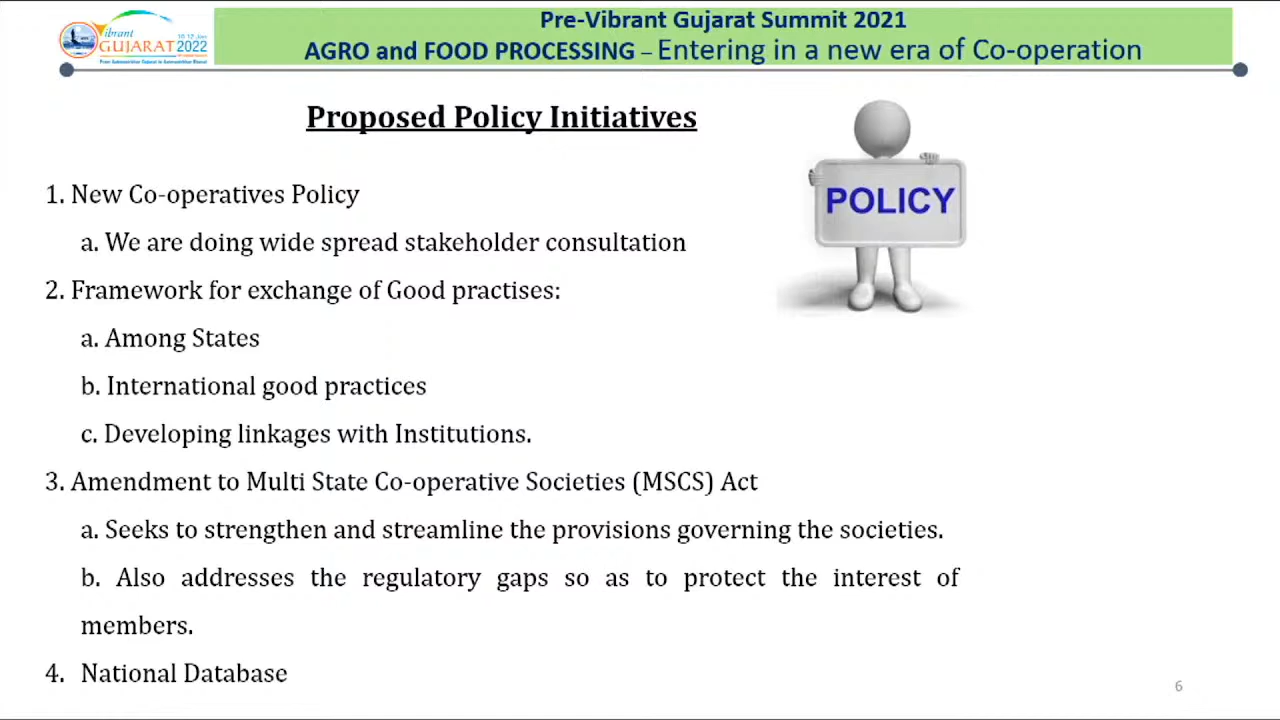 Pre-Vibrant Gujarat Summit 2021
AGRO and FOOD PROCESSING – Entering in a new era of Co-operation
Vibrant
10 12 Jan
GUJARAT 2022
Proposed Policy Initiatives
POLICY
1. New Co-operatives Policy
a. We are doing wide spread stakeholder consultation
2. Framework for exchange of Good practises:
a. Among States
b. International good practices
c. Developing linkages with Institutions.
3. Amendment to Multi State Co-operative Societies (MSCS) Act
a. Seeks to strengthen and streamline the provisions governing the societies.
b. Also addresses the regulatory gaps so as to protect the interest of
members.
4. National Database
6